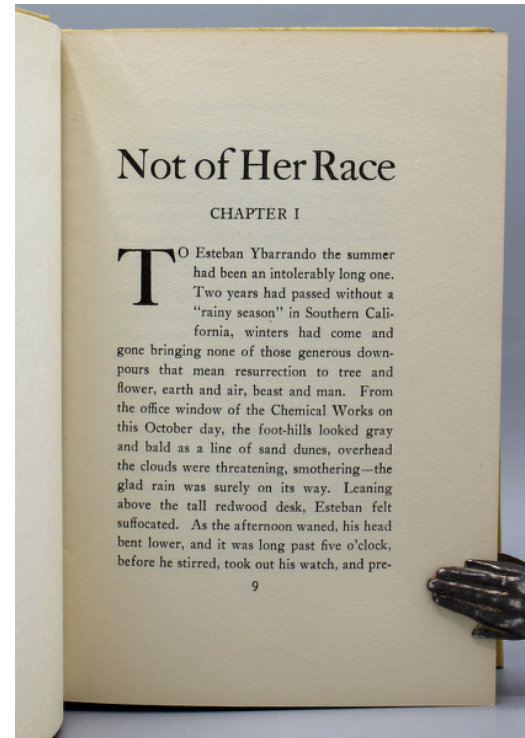 Not of Her Race
CHAPTER I
TO Esteban Ybarrando the summer
had been an intolerably long one.
Two years had passed without a
"rainy season" in Southern Cali-
fornia, winters had come and
gone bringing none of those generous down-
pours that mean resurrection to tree and
flower, earth and air, beast and man. From
the office window of the Chemical Works on
this October day, the foot-hills looked gray
and bald as a line of sand dunes, overhead
the clouds were threatening, smothering—the
glad rain was surely on its way. Leaning
above the tall redwood desk, Esteban felt
suffocated. As the afternoon waned, his head
bent lower, and it was long past five o'clock,
before he stirred, took out his watch, and pre-
9